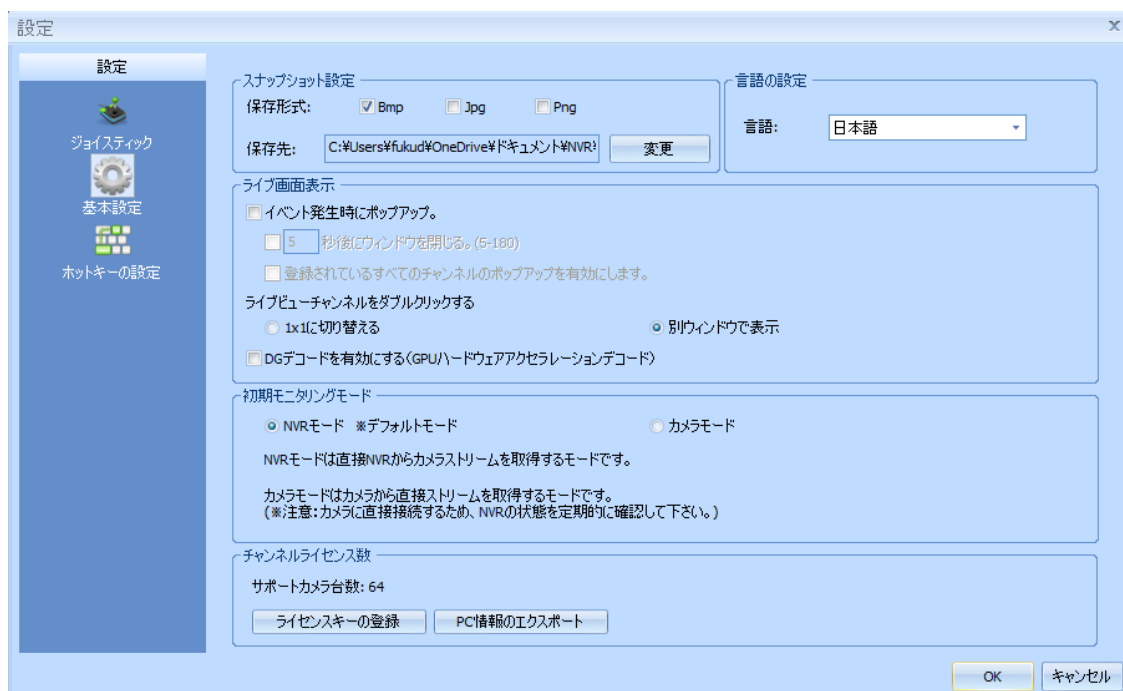 設定
設定
ジョイスティック
基本設定
ホットキーの設定
スナップショット設定
保存形式: Bmp Jpg Png
保存先: C:¥Users¥fukud¥OneDrive¥ドキュメント¥NVR¥ 変更
言語の設定
言語: 日本語
ライブ画面表示
イベント発生時にポップアップ。
5 秒後にウィンドウを閉じる。(5-180)
登録されているすべてのチャンネルのポップアップを有効にします。
ライブビューチャンネルをダブルクリックする
1x1に切り替える 別ウィンドウで表示
DGデコードを有効にする(GPUハードウェアアクセラレーションデコード)
初期モニタリングモード
NVRモード ※デフォルトモード カメラモード
NVRモードは直接NVRからカメラストリームを取得するモードです。
カメラモードはカメラから直接ストリームを取得するモードです。
(※注意:カメラに直接接続するため、NVRの状態を定期的に確認して下さい。)
チャンネルライセンス数
サポートカメラ台数: 64
ライセンスキーの登録 PC情報のエクスポート
OK キャンセル